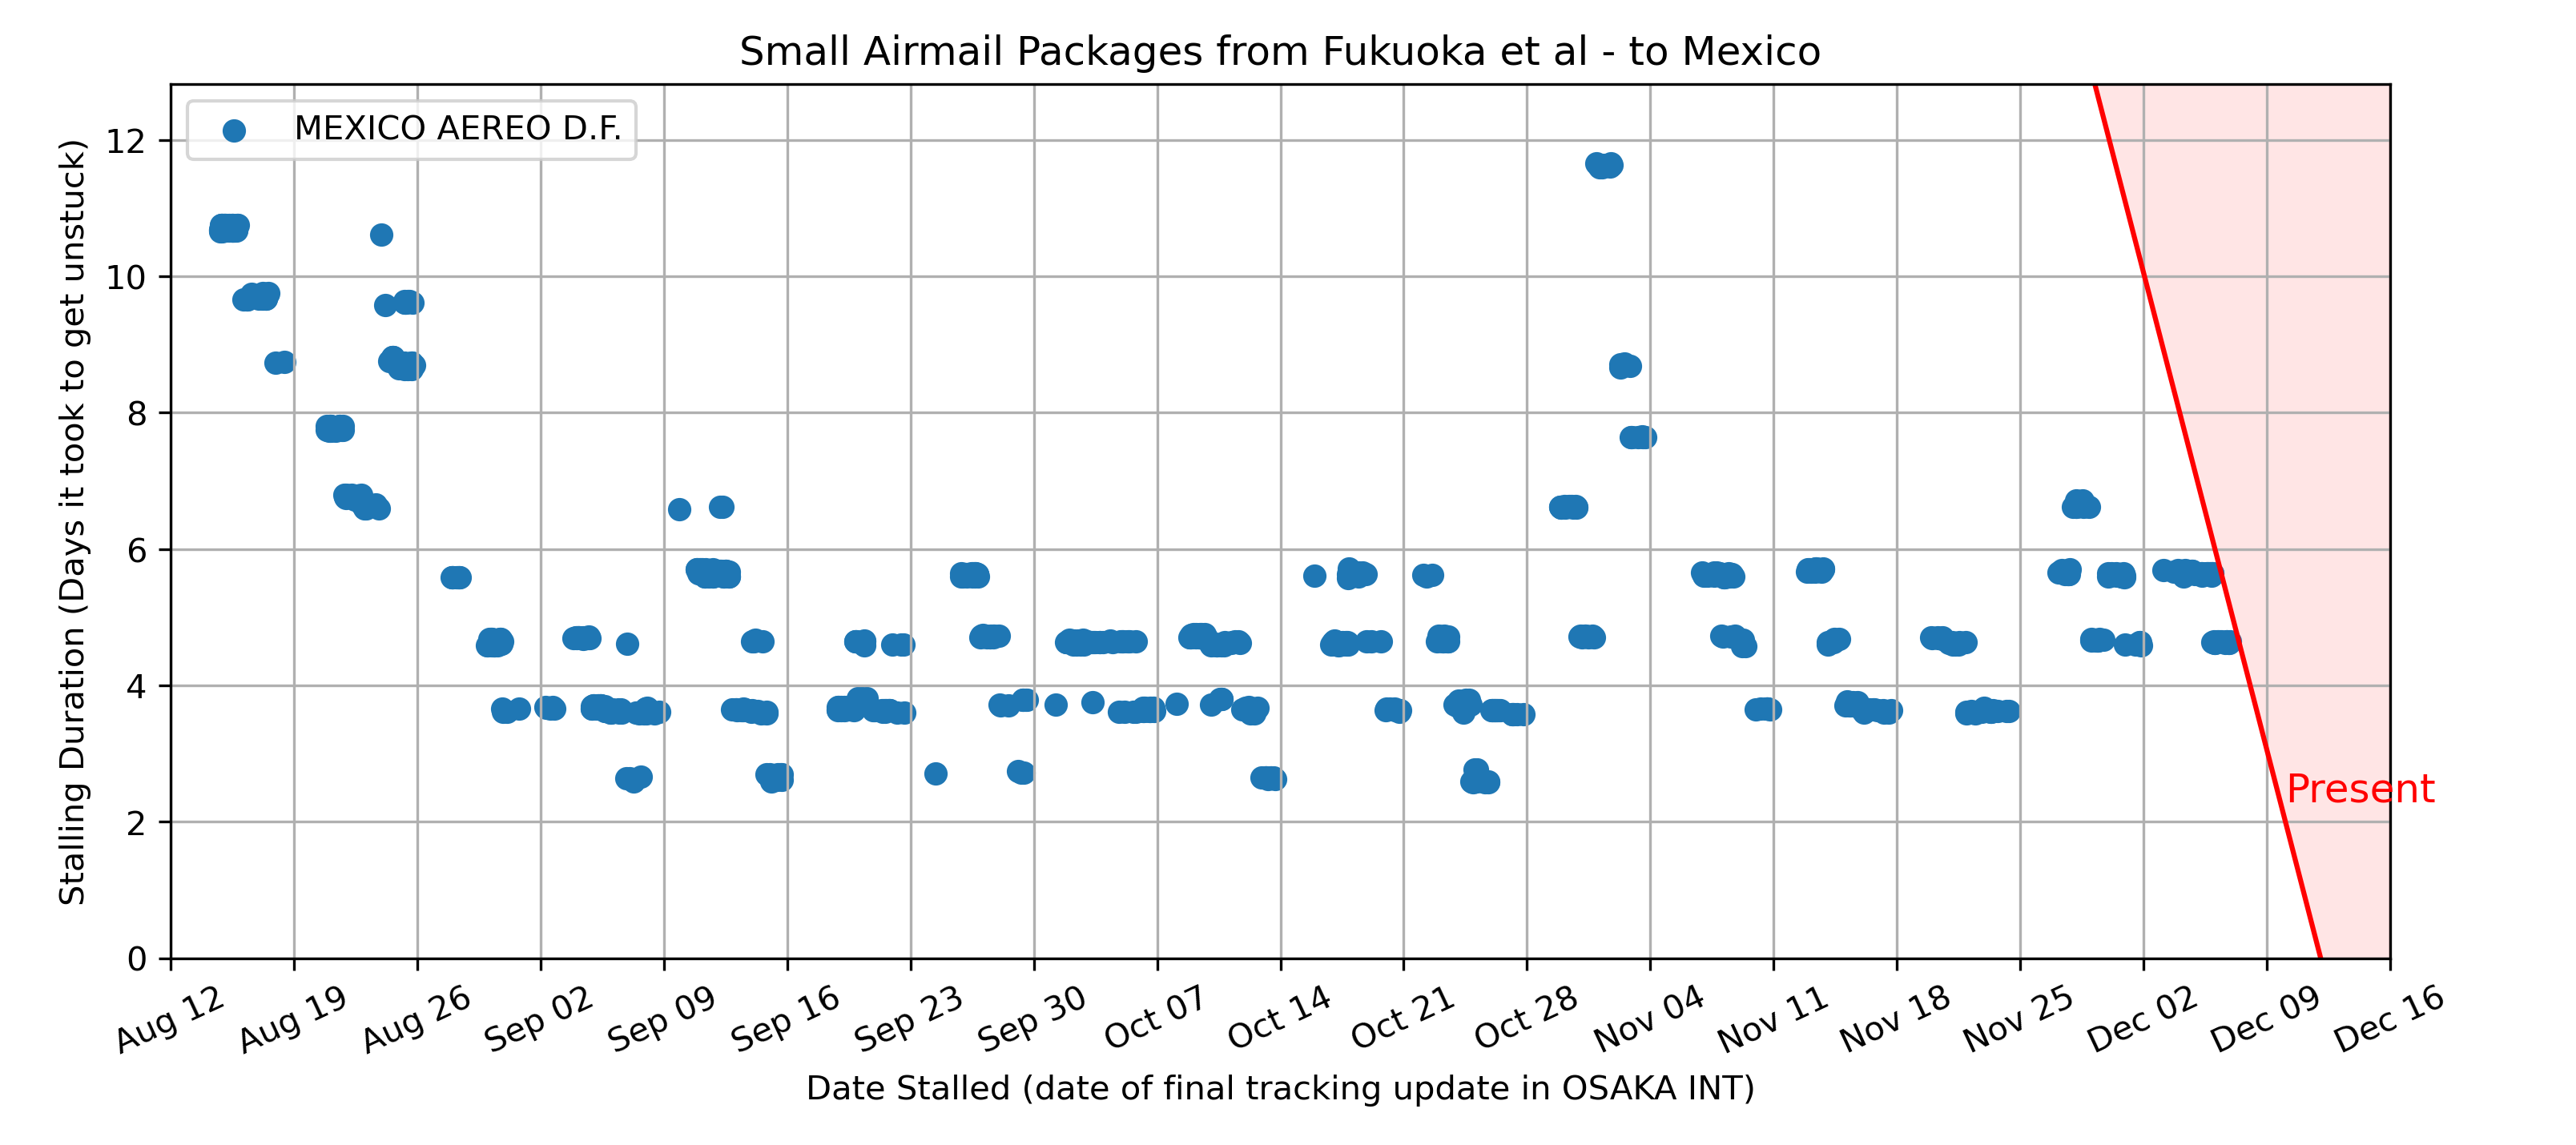 Small Airmail Packages from Fukuoka et al - to Mexico
MEXICO AEREO D.F.
Stalling Duration (Days it took to get unstuck)
12
10
8
6
4
2
0
Present
Aug 12
Aug 19
Aug 26
Sep 02
Sep 09
Sep 16
Sep 23
Sep 30
Oct 07
Oct 14
Oct 21
Oct 28
Nov 04
Nov 11
Nov 18
Nov 25
Dec 02
Dec 09
Dec 16
Date Stalled (date of final tracking update in OSAKA INT)